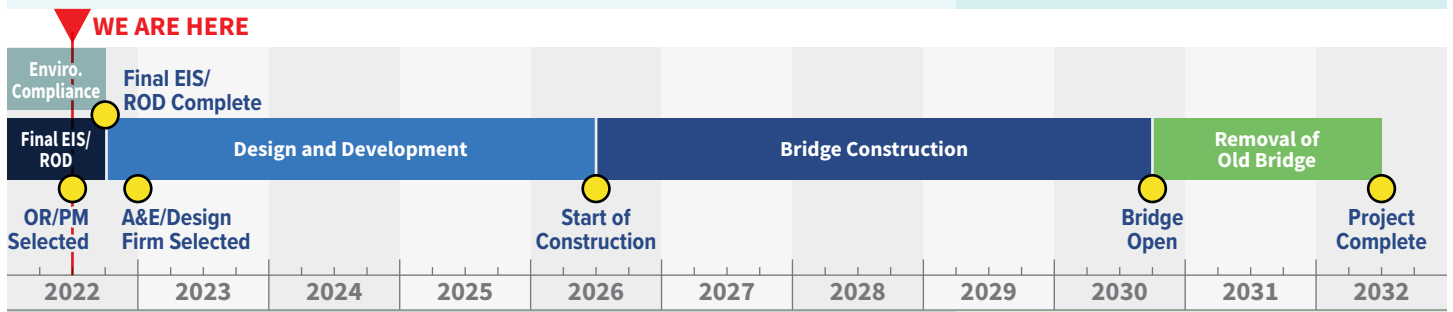 WE ARE HERE
Enviro.
Compliance
Final EIS/
ROD Complete
Final EIS/
ROD
Design and Development
Bridge Construction
Removal of
Old Bridge
OR/PM
Selected
A&E/Design
Firm Selected
Start of
Construction
Bridge
Open
Project
Complete
2022 2023 2024 2025 2026 2027 2028 2029 2030 2031 2032